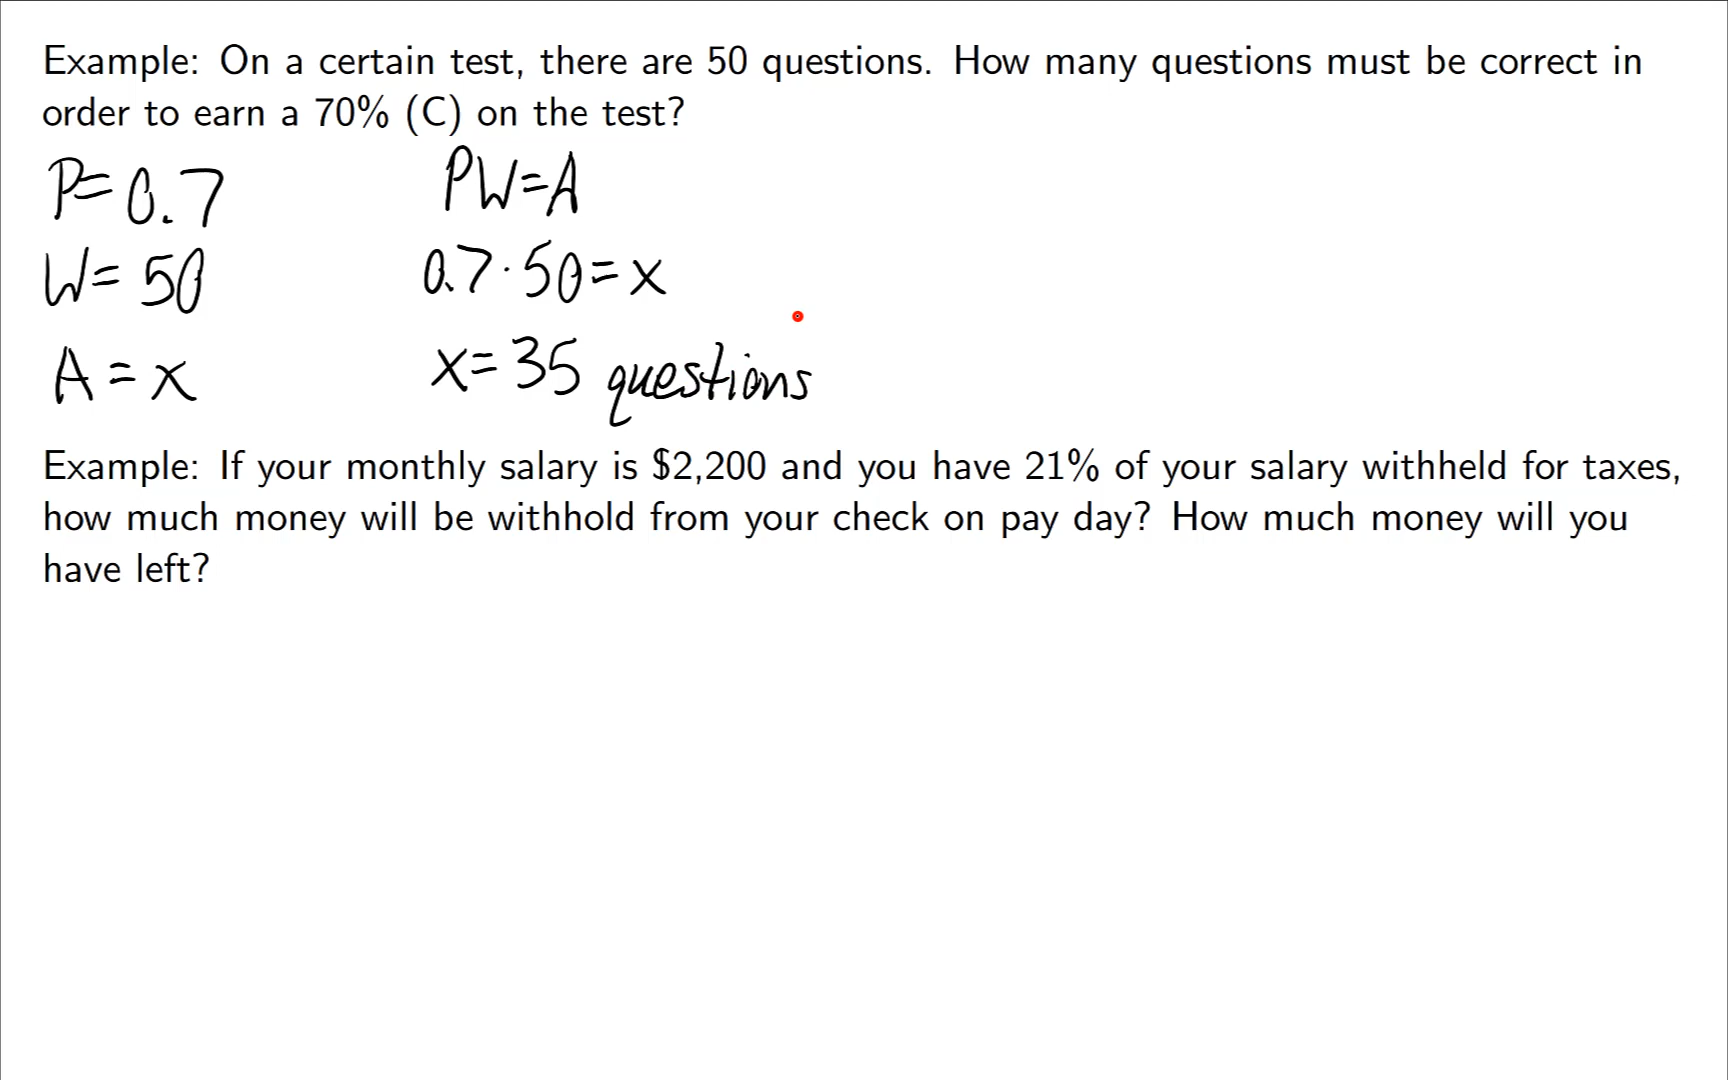 Example: On a certain test, there are 50 questions. How many questions must be correct in
order to earn a 70% (C) on the test?
P= 0.7
PW=A
W= 50
0.7·50=x
A=x
x=35 questions
Example: If your monthly salary is $2,200 and you have 21% of your salary withheld for taxes,
how much money will be withhold from your check on pay day? How much money will you
have left?